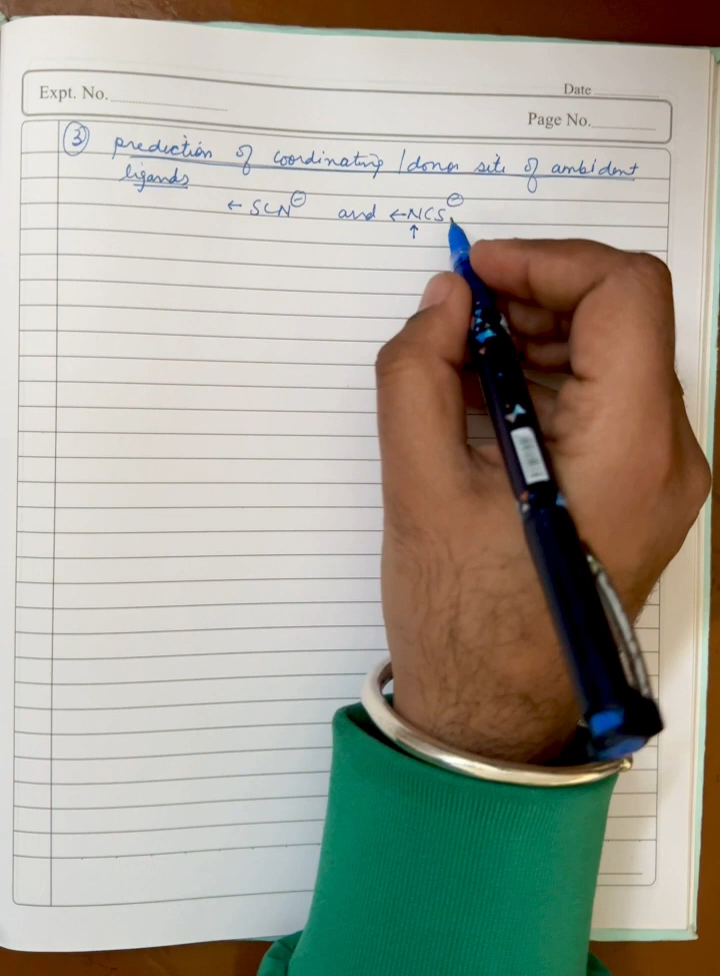 Expt. No.
Date
Page No.
③ prediction of coordinating / donor site of ambident
ligands
← SCN⊖ and ←NCS⊖
↑